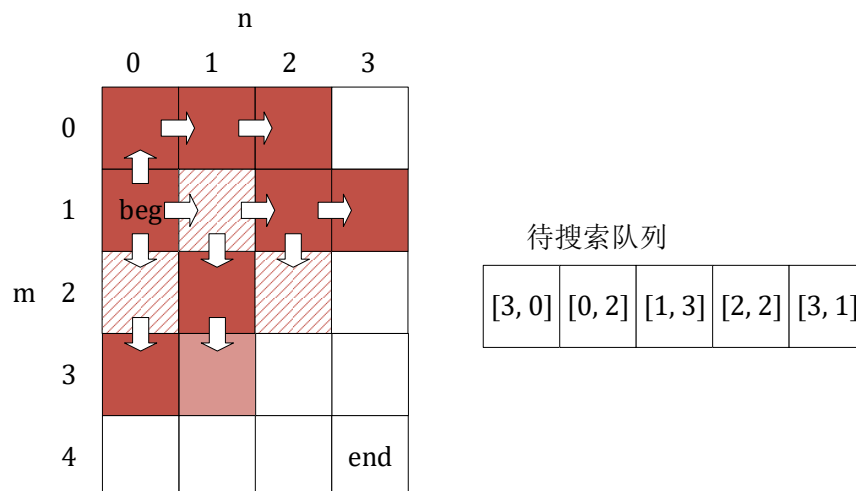 n
0 1 2 3
0
1 beg
待搜索队列
m 2
[3, 0] [0, 2] [1, 3] [2, 2] [3, 1]
3
4 end